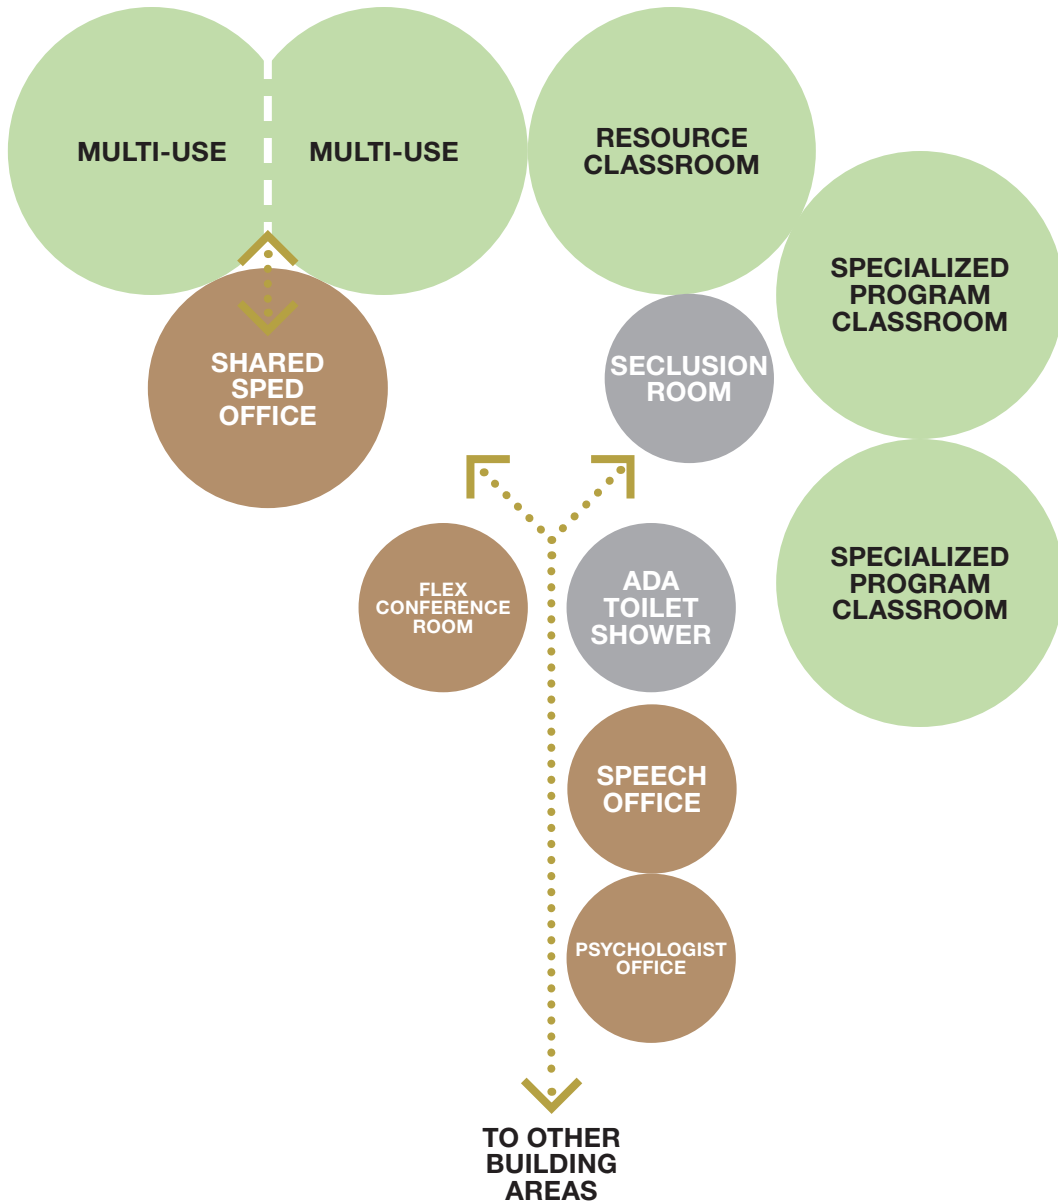 MULTI-USE
MULTI-USE
RESOURCE
CLASSROOM
SPECIALIZED
PROGRAM
CLASSROOM
SHARED
SPED
OFFICE
SECLUSION
ROOM
FLEX
CONFERENCE
ROOM
ADA
TOILET
SHOWER
SPECIALIZED
PROGRAM
CLASSROOM
SPEECH
OFFICE
PSYCHOLOGIST
OFFICE
TO OTHER
BUILDING
AREAS